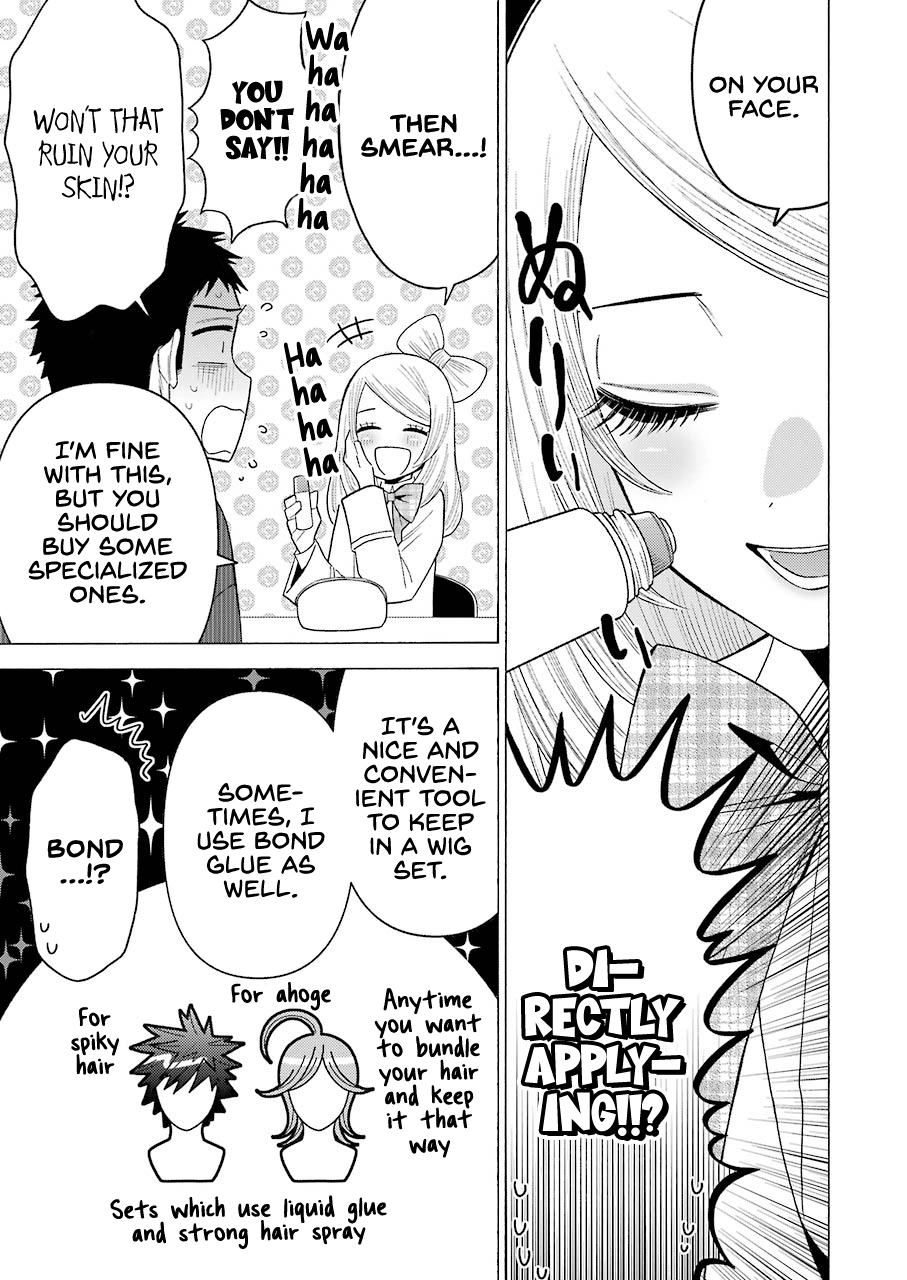 ON YOUR
FACE.
ぬーりい
DI—
RECTLY
APPLY-
ING!!?
THEN
SMEAR...!
Wa
ha
ha
ha
ha
ha
YOU
DON'T
SAY!!
WON'T THAT
RUIN YOUR
SKIN!?
Ha
ha
ha
ha
I'M FINE
WITH THIS,
BUT YOU
SHOULD
BUY SOME
SPECIALIZED
ONES.
IT'S A
NICE AND
CONVEN-
IENT TOOL
TO KEEP
IN A WIG
SET.
SOME-
TIMES, I
USE BOND
GLUE AS
WELL.
BOND
...!?
Anytime
you want
to bundle
your hair
and keep
it that
way
For ahoge
For
spiky
hair
Sets which use liquid glue
and strong hair spray